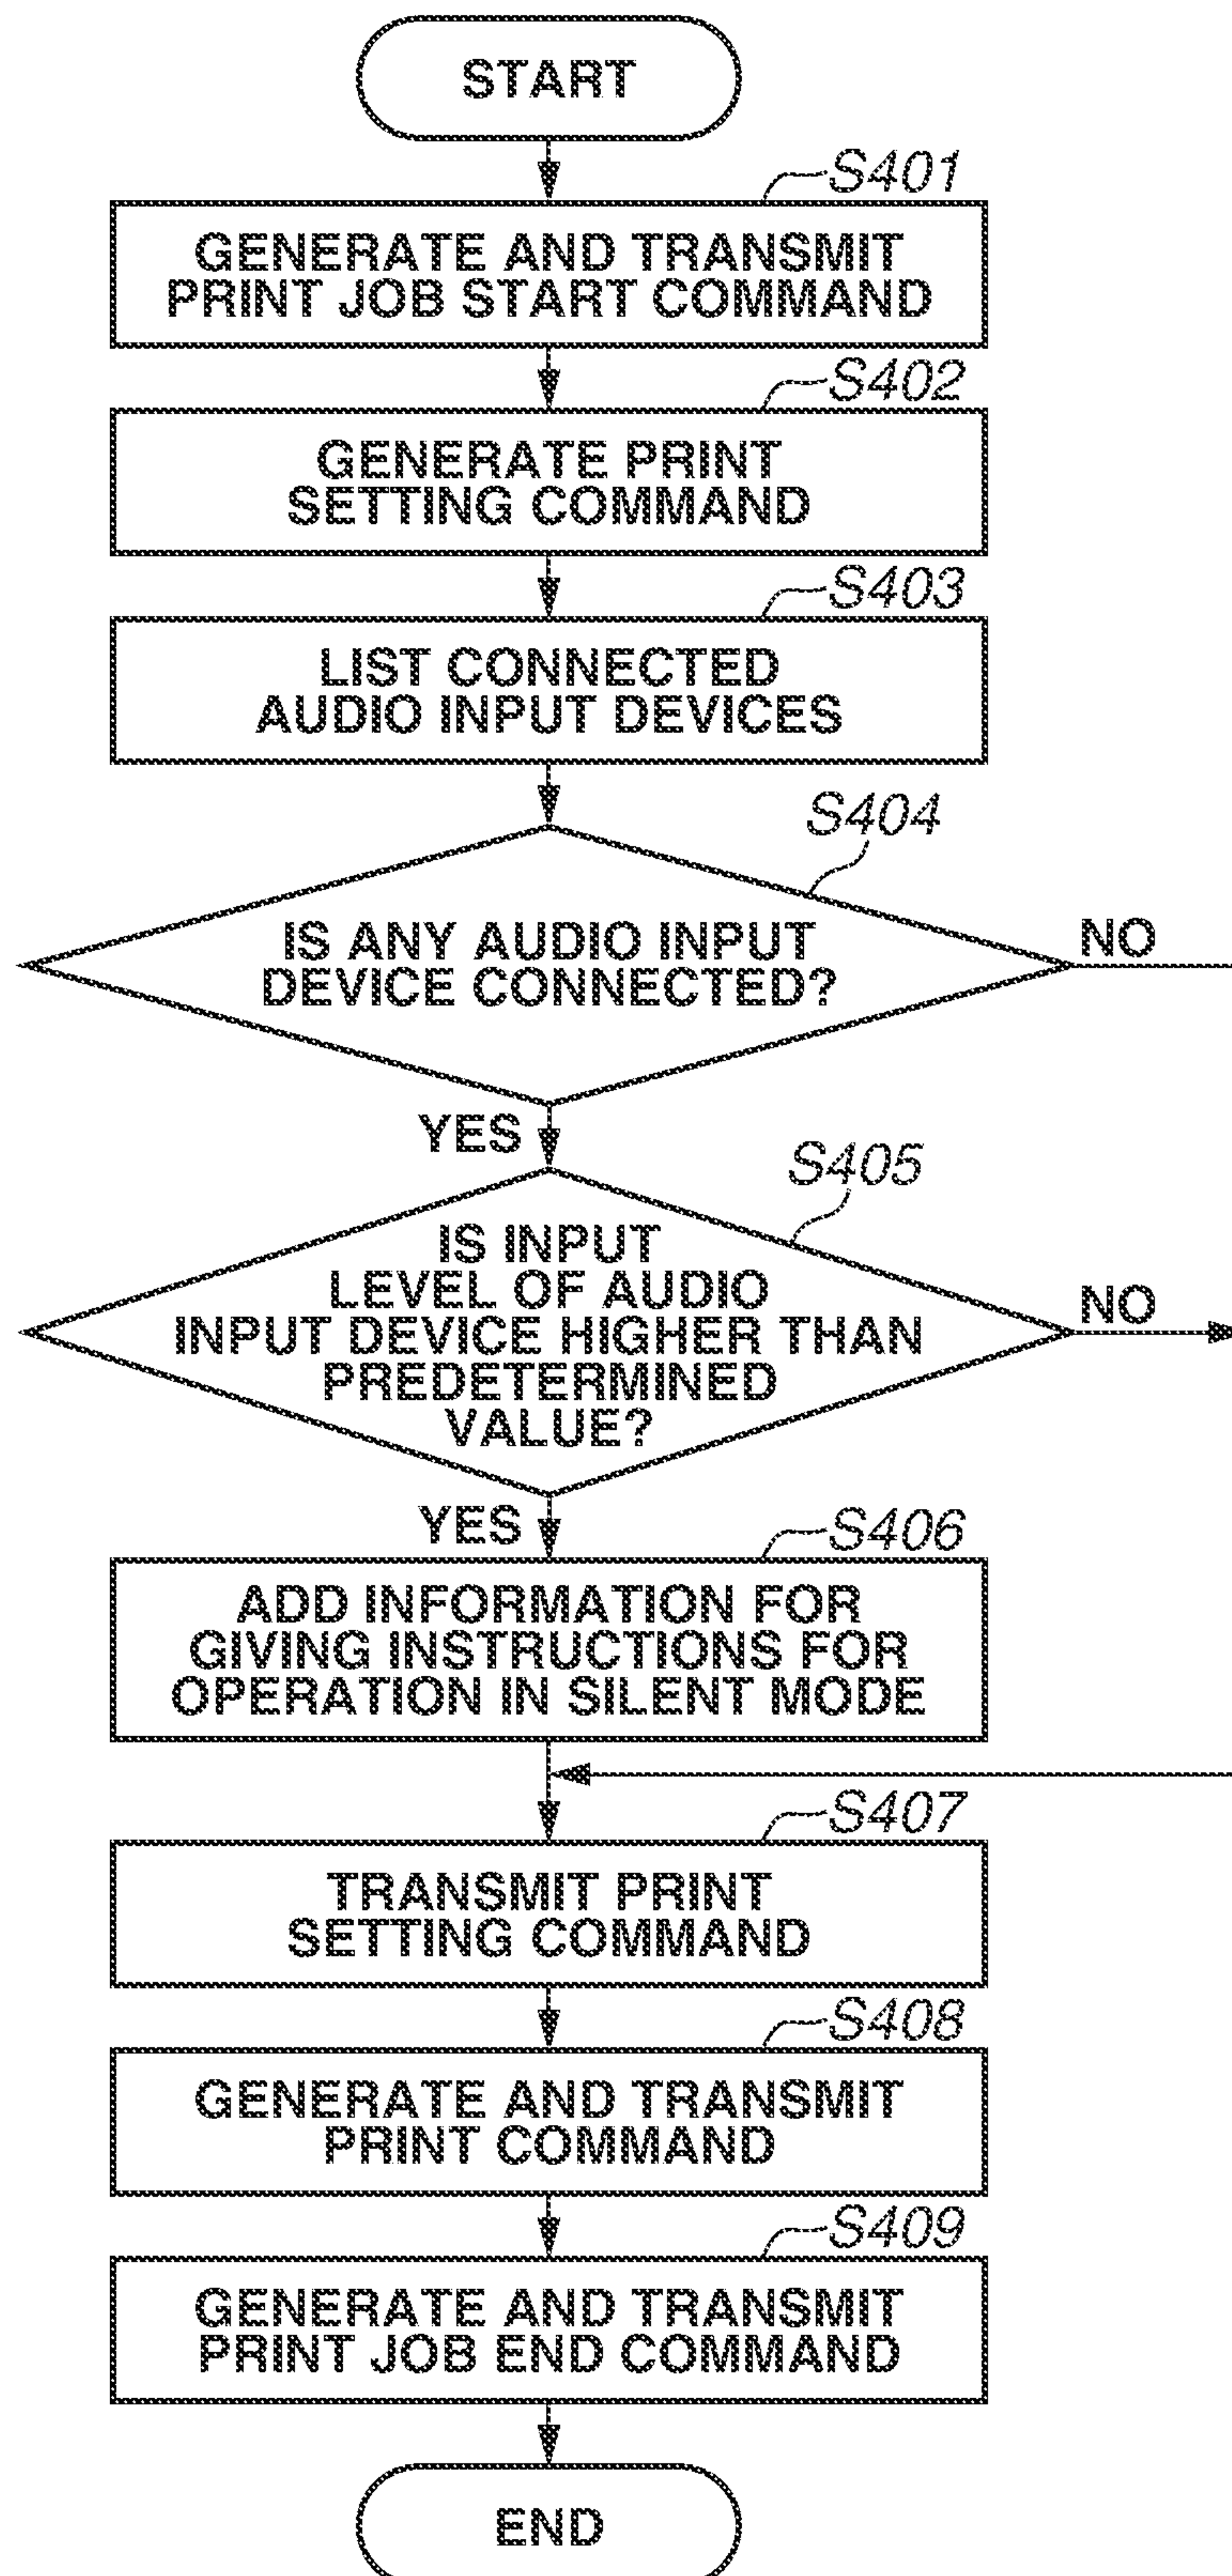 START
S401
GENERATE AND TRANSMIT
PRINT JOB START COMMAND
S402
GENERATE PRINT
SETTING COMMAND
S403
LIST CONNECTED
AUDIO INPUT DEVICES
S404
IS ANY AUDIO INPUT
DEVICE CONNECTED?
NO
YES
S405
IS INPUT
LEVEL OF AUDIO
INPUT DEVICE HIGHER THAN
PREDETERMINED
VALUE?
NO
YES
S406
ADD INFORMATION FOR
GIVING INSTRUCTIONS FOR
OPERATION IN SILENT MODE
S407
TRANSMIT PRINT
SETTING COMMAND
S408
GENERATE AND TRANSMIT
PRINT COMMAND
S409
GENERATE AND TRANSMIT
PRINT JOB END COMMAND
END